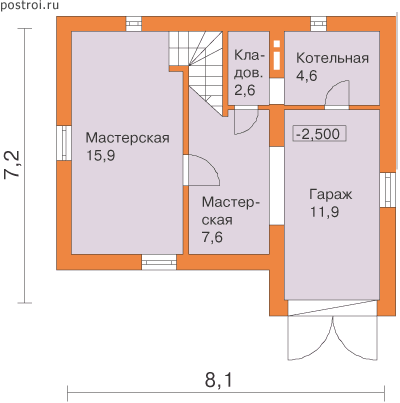 postroi.ru
Кла-
дов.
2,6
Котельная
4,6
-2,500
Мастерская
15,9
7,2
Гараж
11,9
Мастер-
ская
7,6
8,1